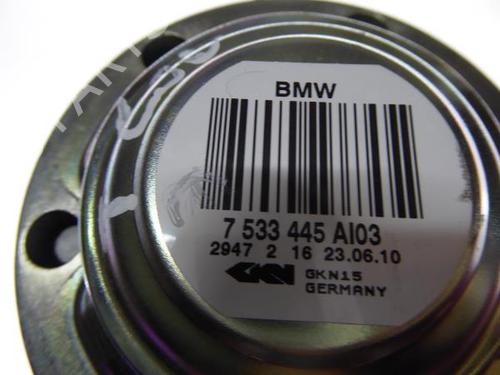 BMW
7 533 445 AI03
2947 2 16 23.06.10
GKN GKN15
GERMANY